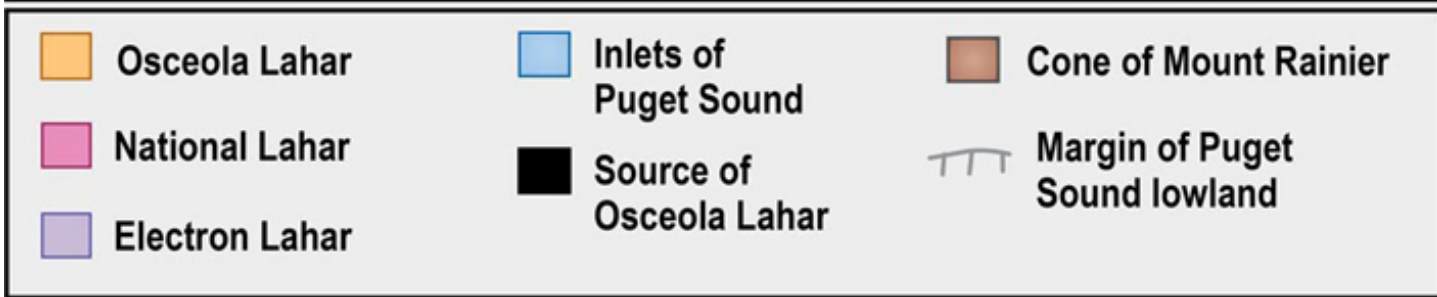 Osceola Lahar
National Lahar
Electron Lahar
Inlets of
Puget Sound
Source of
Osceola Lahar
Cone of Mount Rainier
Margin of Puget
Sound lowland